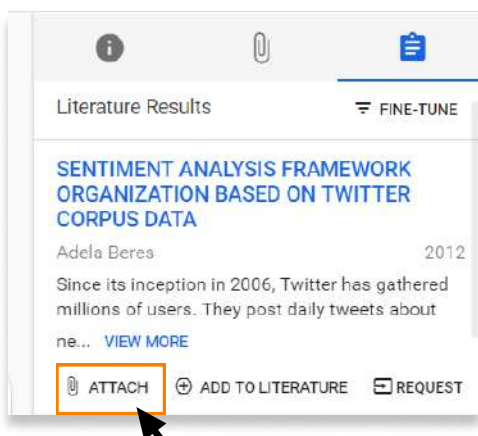 Literature Results FINE-TUNE
SENTIMENT ANALYSIS FRAMEWORK
ORGANIZATION BASED ON TWITTER
CORPUS DATA
Adela Beres 2012
Since its inception in 2006, Twitter has gathered
millions of users. They post daily tweets about
ne... VIEW MORE
ATTACH ADD TO LITERATURE REQUEST